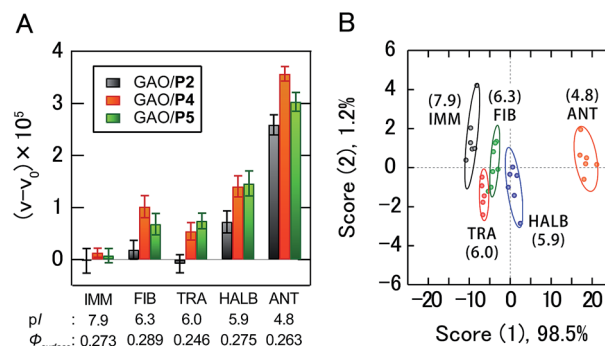 A
(v−v₀) × 10⁵
4
3
2
1
0
GAO/P2
GAO/P4
GAO/P5
IMM FIB TRA HALB ANT
pI : 7.9 6.3 6.0 5.9 4.8
: 0.273 0.289 0.246 0.275 0.263
B
Score (2), 1.2%
6
4
2
0
−2
−4
−6
(7.9)
IMM
(6.3)
FIB
(4.8)
ANT
TRA
(6.0)
HALB
(5.9)
−20 −10 0 10 20
Score (1), 98.5%